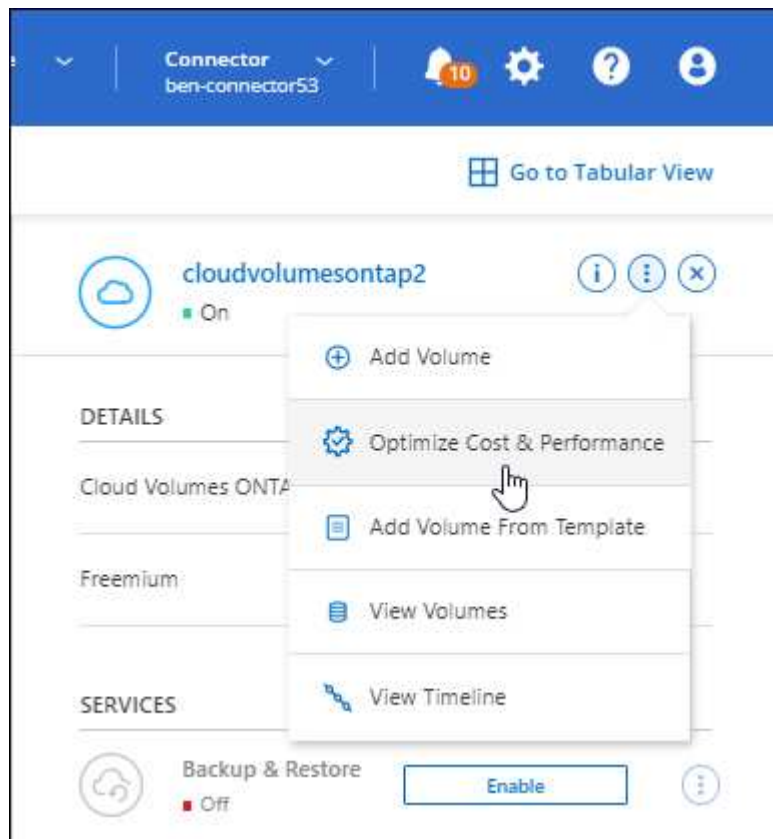 Connector
ben-connector53
10
Go to Tabular View
cloudvolumesontap2
On
Add Volume
DETAILS
Optimize Cost & Performance
Cloud Volumes ONTA
Add Volume From Template
Freemium
View Volumes
View Timeline
SERVICES
Backup & Restore
Enable
Off